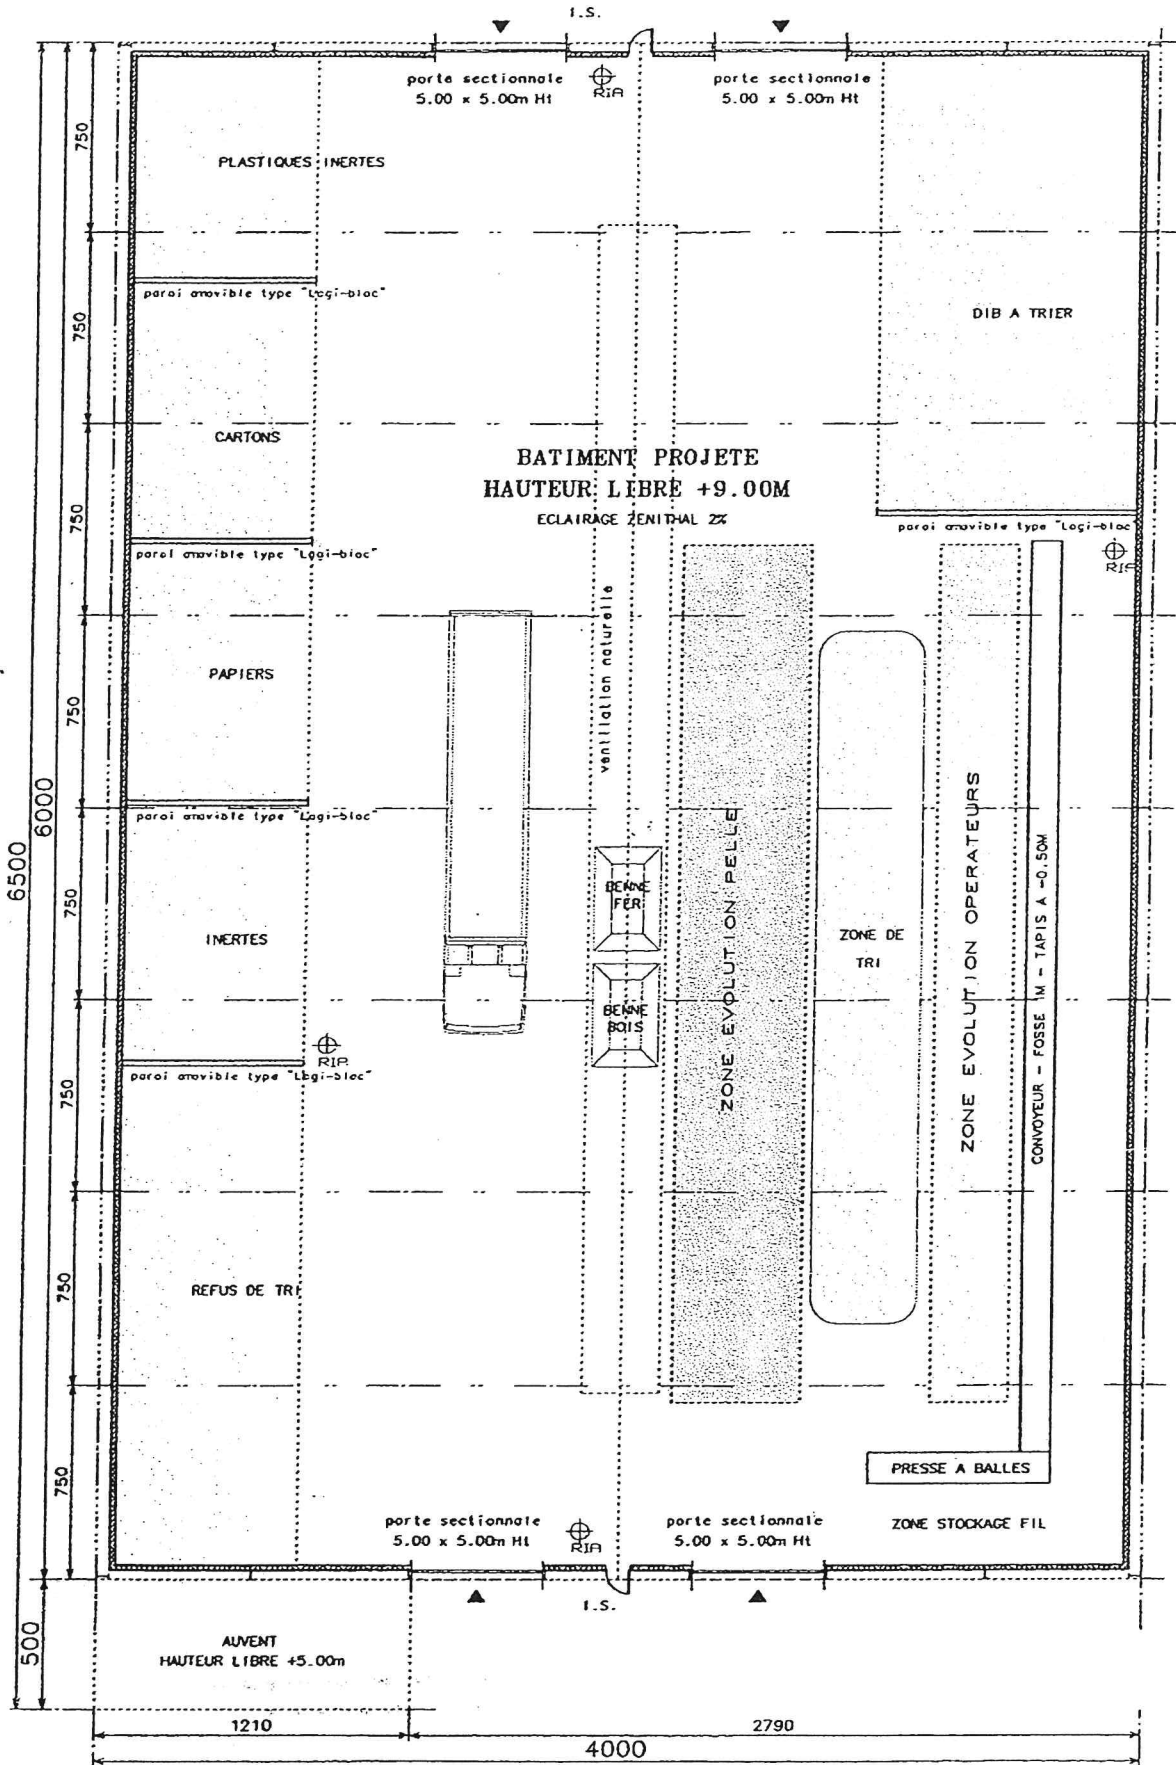 I.S.
porte sectionnale
5.00 x 5.00m Ht
RIA
porte sectionnale
5.00 x 5.00m Ht
750
PLASTIQUES INERTES
paroi amovible type "Logi-bloc"
750
DIB A TRIER
CARTONS
BATIMENT PROJETE
HAUTEUR LIBRE +9.00M
ECLAIRAGE ZENITHAL 2%
750
paroi amovible type "Logi-bloc"
paroi amovible type "Logi-bloc"
RIA
ventilation naturelle
PAPIERS
750
6000
6500
paroi amovible type "Logi-bloc"
ZONE EVOLUTION PELLE
ZONE EVOLUTION OPERATEURS
CONVOYEUR - FOSSE 1M - TAPIS A -0.50M
BENNE
FER
750
INERTES
ZONE DE
TRI
BENNE
BOIS
RIA
paroi amovible type "Logi-bloc"
750
REFUS DE TRI
750
PRESSE A BALLES
750
porte sectionnale
5.00 x 5.00m Ht
RIA
porte sectionnale
5.00 x 5.00m Ht
ZONE STOCKAGE FIL
I.S.
500
AUVENT
HAUTEUR LIBRE +5.00m
1210
2790
4000